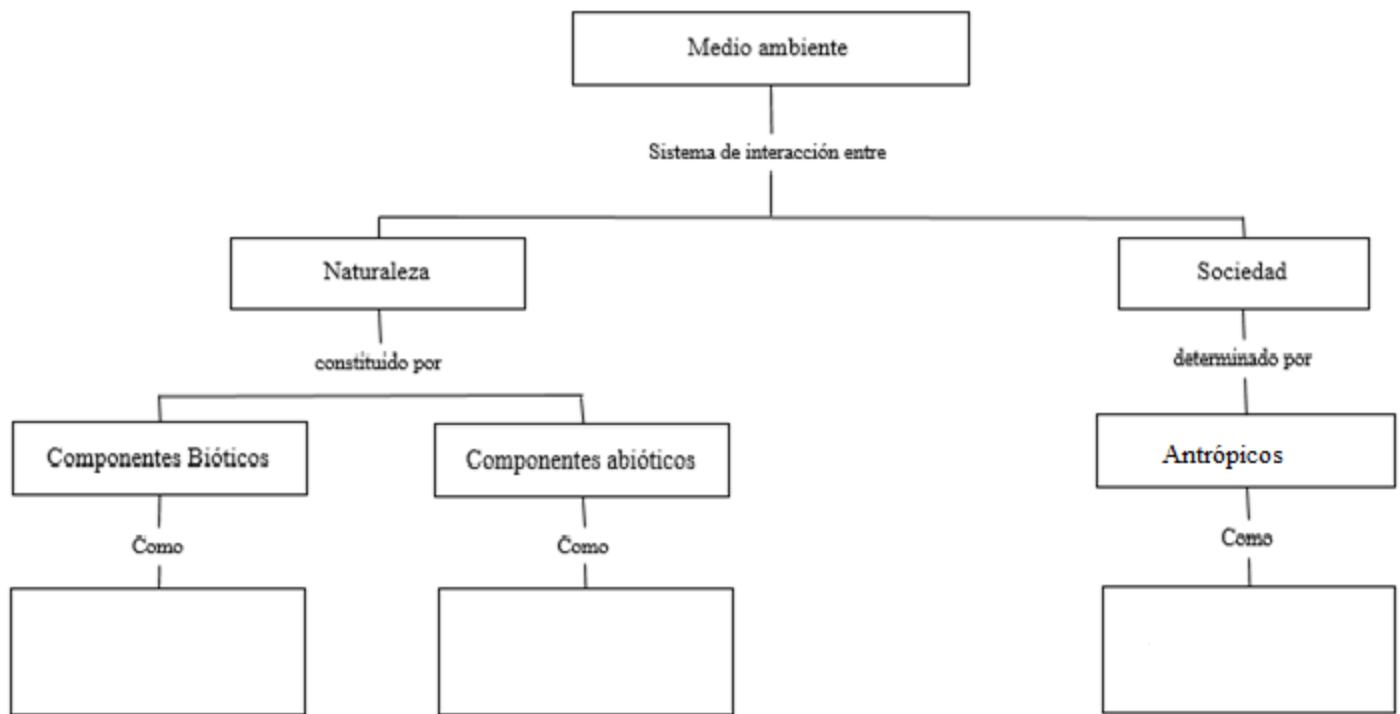 Medio ambiente
Sistema de interacción entre
Naturaleza
Sociedad
constituido por
determinado por
Componentes Bióticos
Componentes abióticos
Antrópicos
Como
Como
Como